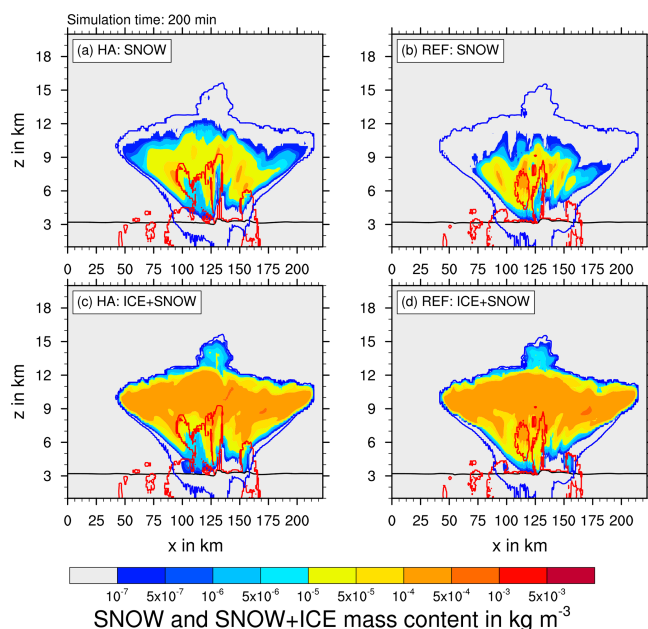 Simulation time: 200 min
(a) HA: SNOW
(b) REF: SNOW
z in km
18
15
12
9
6
3
18
15
12
9
6
3
0 25 50 75 100 125 150 175 200
0 25 50 75 100 125 150 175 200
(c) HA: ICE+SNOW
(d) REF: ICE+SNOW
z in km
18
15
12
9
6
3
18
15
12
9
6
3
0 25 50 75 100 125 150 175 200
0 25 50 75 100 125 150 175 200
x in km
x in km
10⁻⁷ 5x10⁻⁷ 10⁻⁶ 5x10⁻⁶ 10⁻⁵ 5x10⁻⁵ 10⁻⁴ 5x10⁻⁴ 10⁻³ 5x10⁻³
SNOW and SNOW+ICE mass content in kg m⁻³